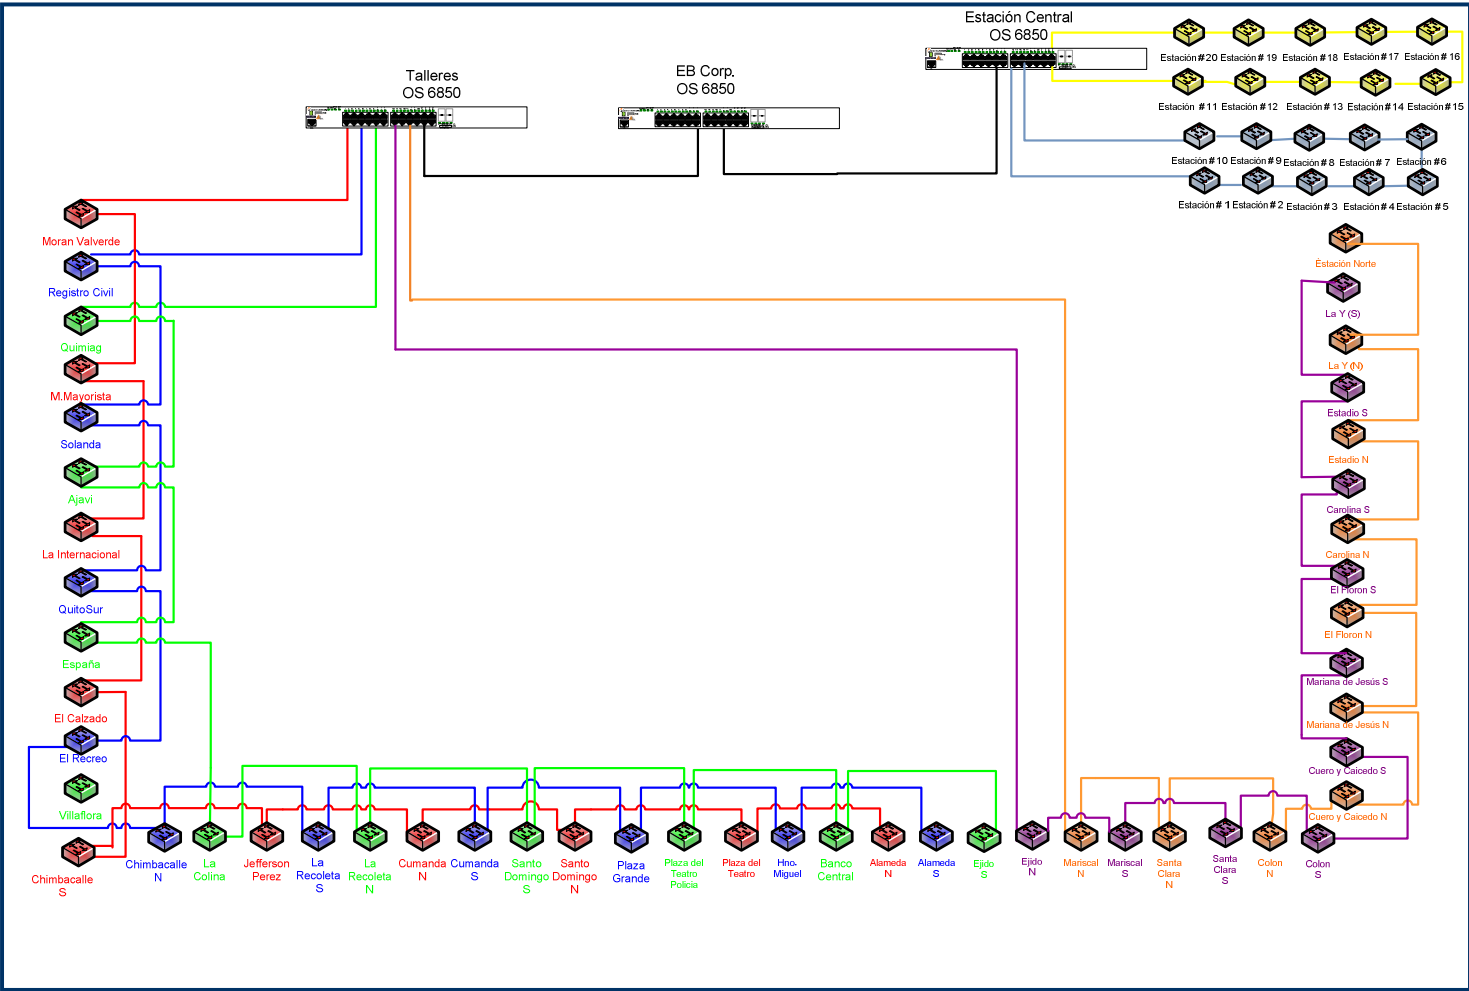 Estación Central
OS 6850
Talleres
OS 6850
EB Corp.
OS 6850
Estación#20
Estación # 19
Estación #18
Estación #17
Estación # 16
Estación #11
Estación #12
Estación # 13
Estación #14
Estación #15
Estación #10
Estación # 9
Estación # 8
Estación # 7
Estación #6
Estación # 1
Estación # 2
Estación # 3
Estación # 4
Estación # 5
Moran Valverde
Registro Civil
Quimiag
M.Mayorista
Solanda
Ajavi
La Internacional
QuitoSur
España
El Calzado
El Recreo
Villaflora
Chimbacalle
S
Chimbacalle
N
La
Colina
Jefferson
Perez
La
Recoleta
S
La
Recoleta
N
Cumanda
N
Cumanda
S
Santo
Domingo
S
Santo
Domingo
N
Plaza
Grande
Plaza del
Teatro
Policia
Plaza del
Teatro
Hno.
Miguel
Banco
Central
Alameda
N
Alameda
S
Ejido
S
Ejido
N
Mariscal
N
Mariscal
S
Santa
Clara
N
Santa
Clara
S
Colon
N
Colon
S
Estación Norte
La Y (S)
La Y (N)
Estadio S
Estadio N
Carolina S
Carolina N
El Floron S
El Floron N
Mariana de Jesús S
Mariana de Jesús N
Cuero y Caicedo S
Cuero y Caicedo N